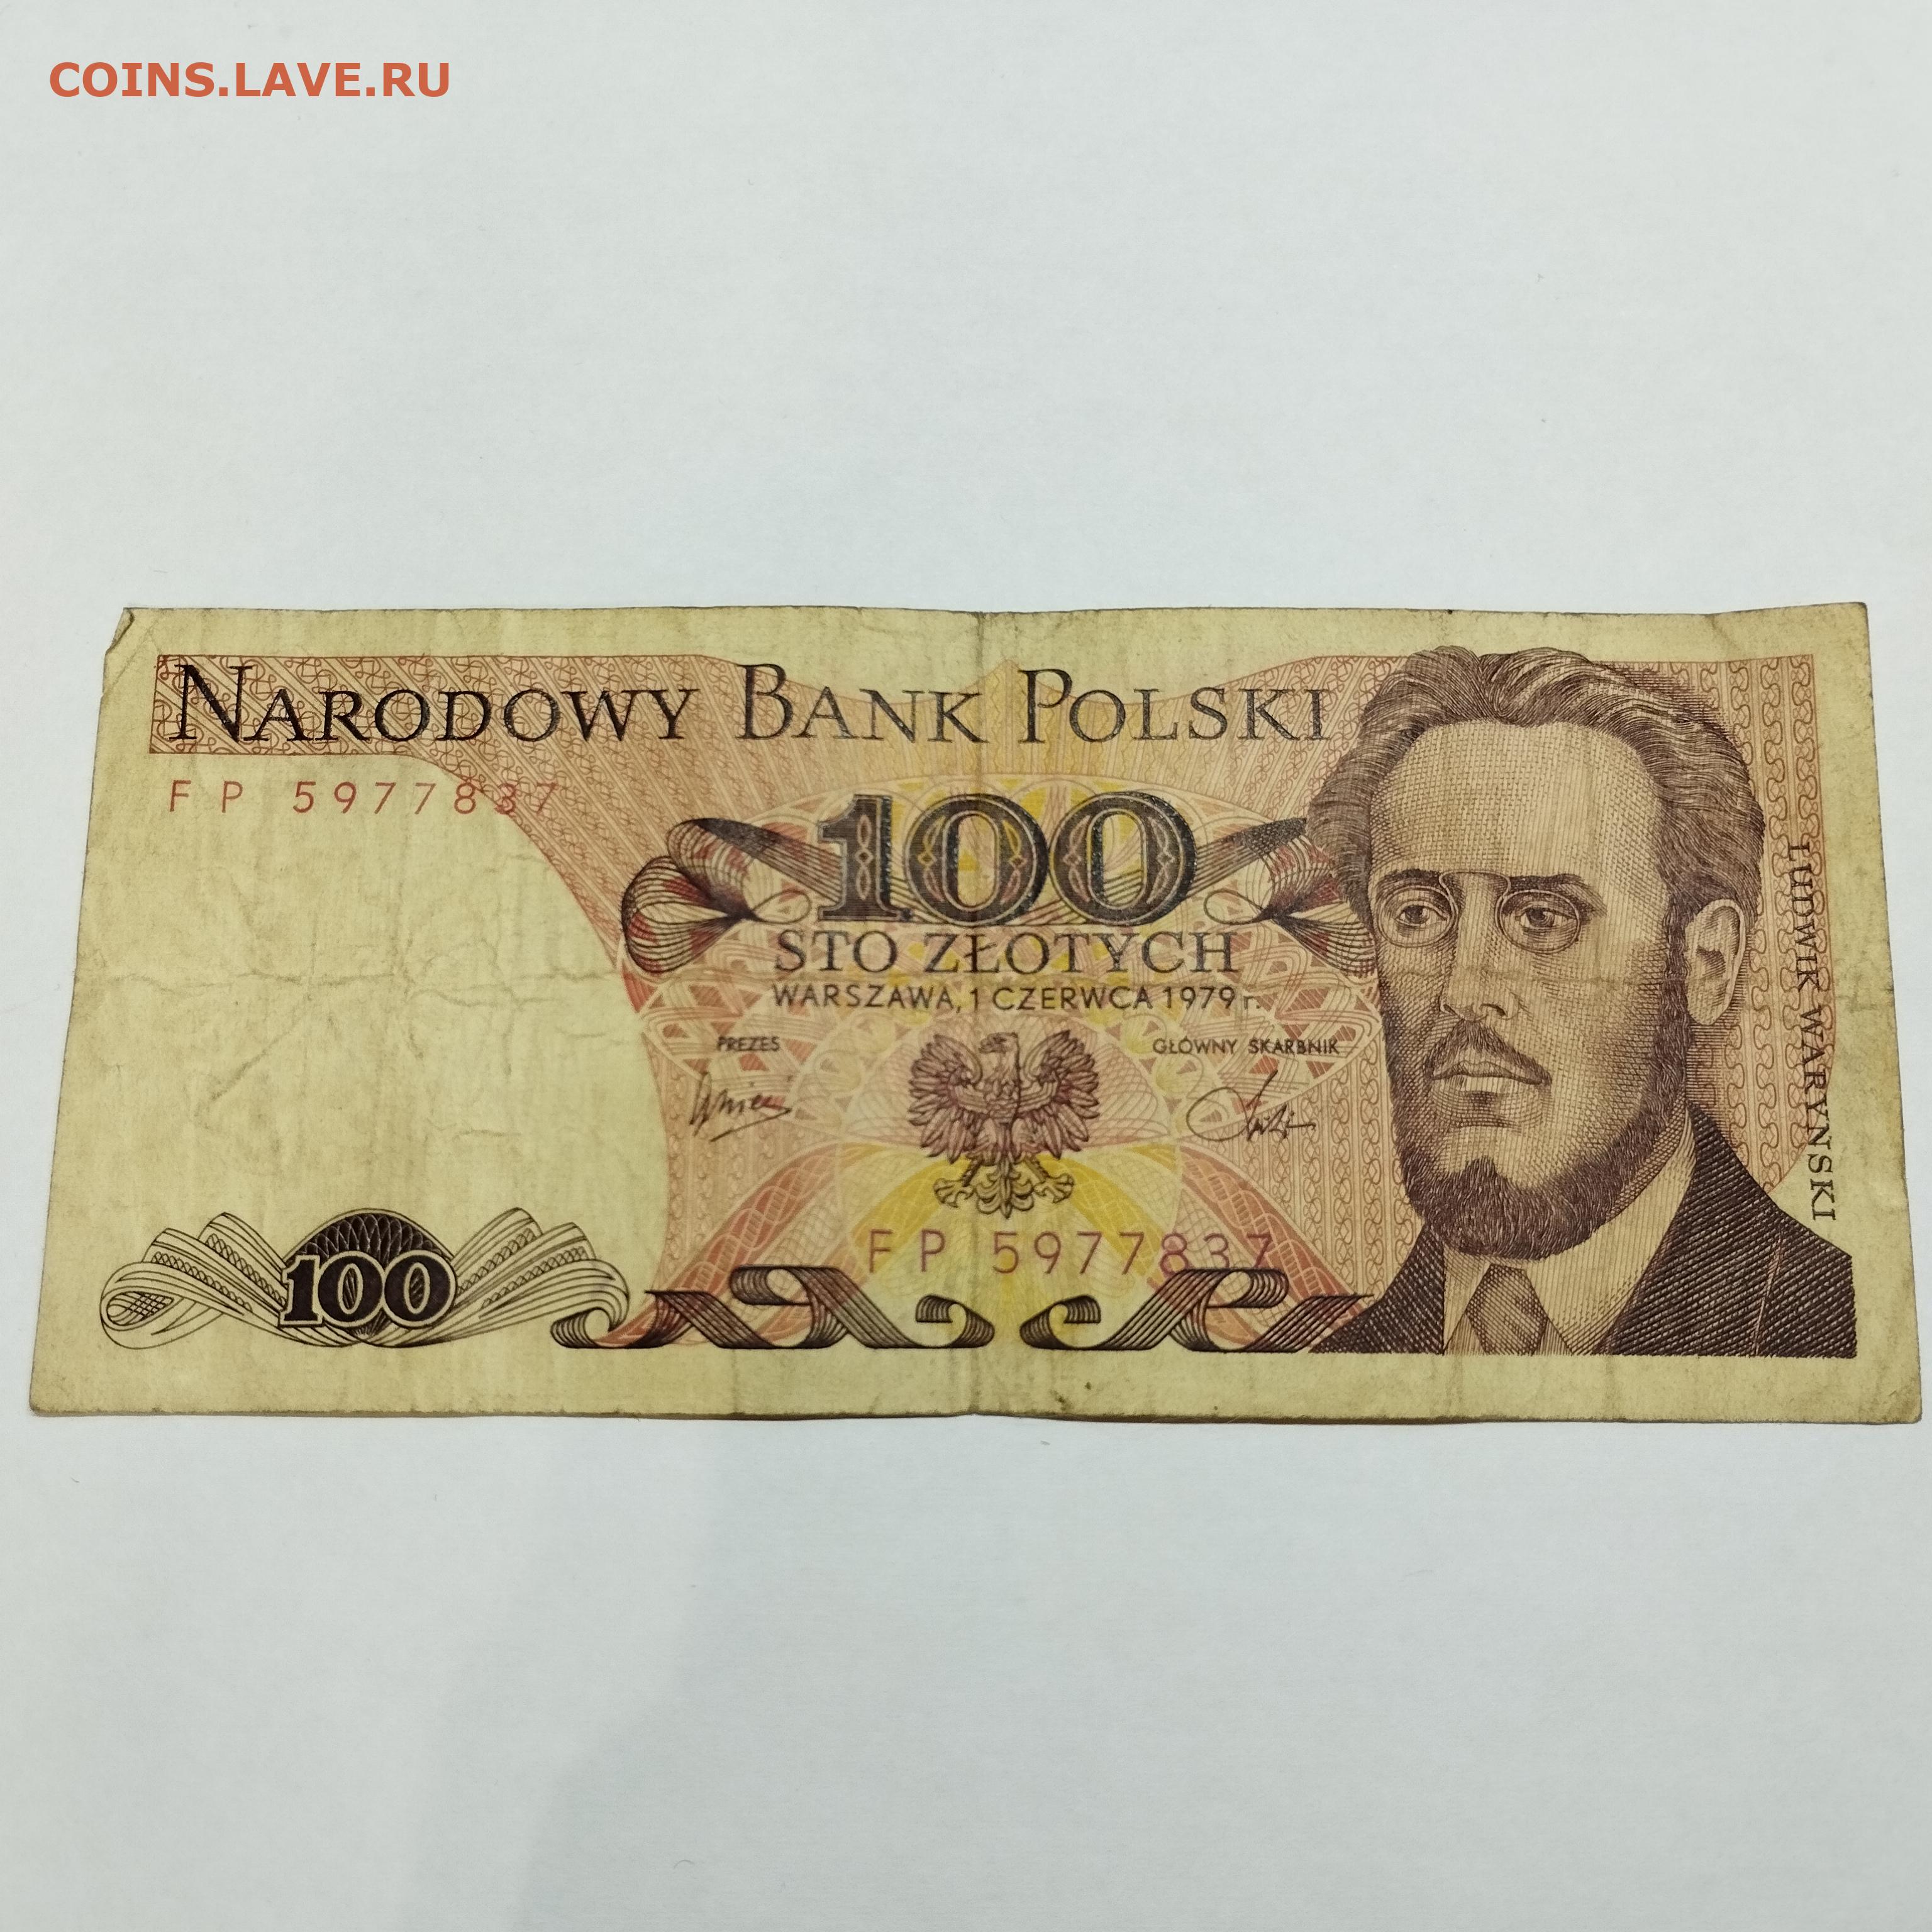 COINS.LAVE.RU
NARODOWY BANK POLSKI
FP 5977837
100
STO ZŁOTYCH
WARSZAWA, 1 CZERWCA 1979 r.
PREZES
GŁÓWNY SKARBNIK
LUDWIK WARYŃSKI
FP 5977837
100